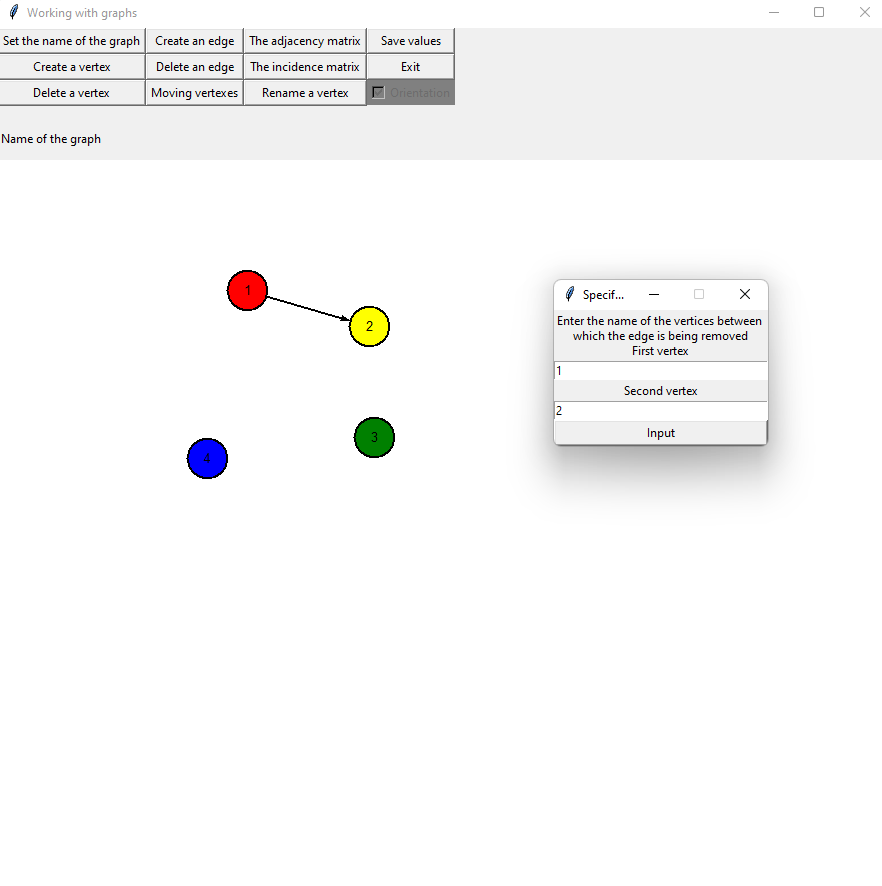 Working with graphs
Set the name of the graph Create an edge The adjacency matrix Save values
Create a vertex Delete an edge The incidence matrix Exit
Delete a vertex Moving vertexes Rename a vertex Orientation
Name of the graph
1
2
3
4
Specif...
Enter the name of the vertices between
which the edge is being removed
First vertex
1
Second vertex
2
Input